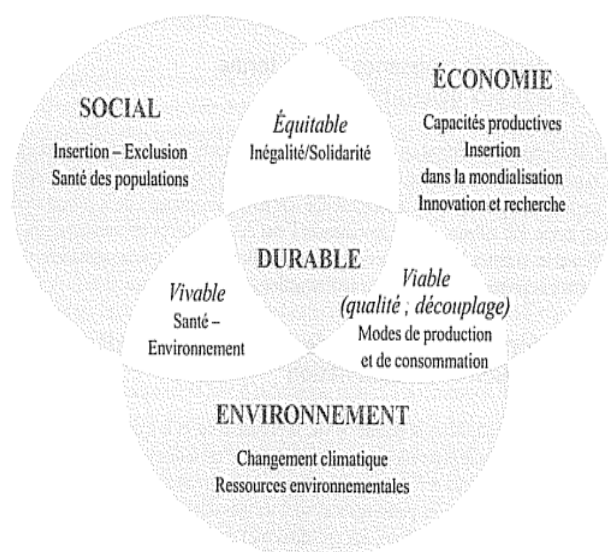 SOCIAL
Insertion – Exclusion
Santé des populations
Équitable
Inégalité/Solidarité
ÉCONOMIE
Capacités productives
Insertion
dans la mondialisation
Innovation et recherche
DURABLE
Vivable
Santé –
Environnement
Viable
(qualité ; découplage)
Modes de production
et de consommation
ENVIRONNEMENT
Changement climatique
Ressources environnementales